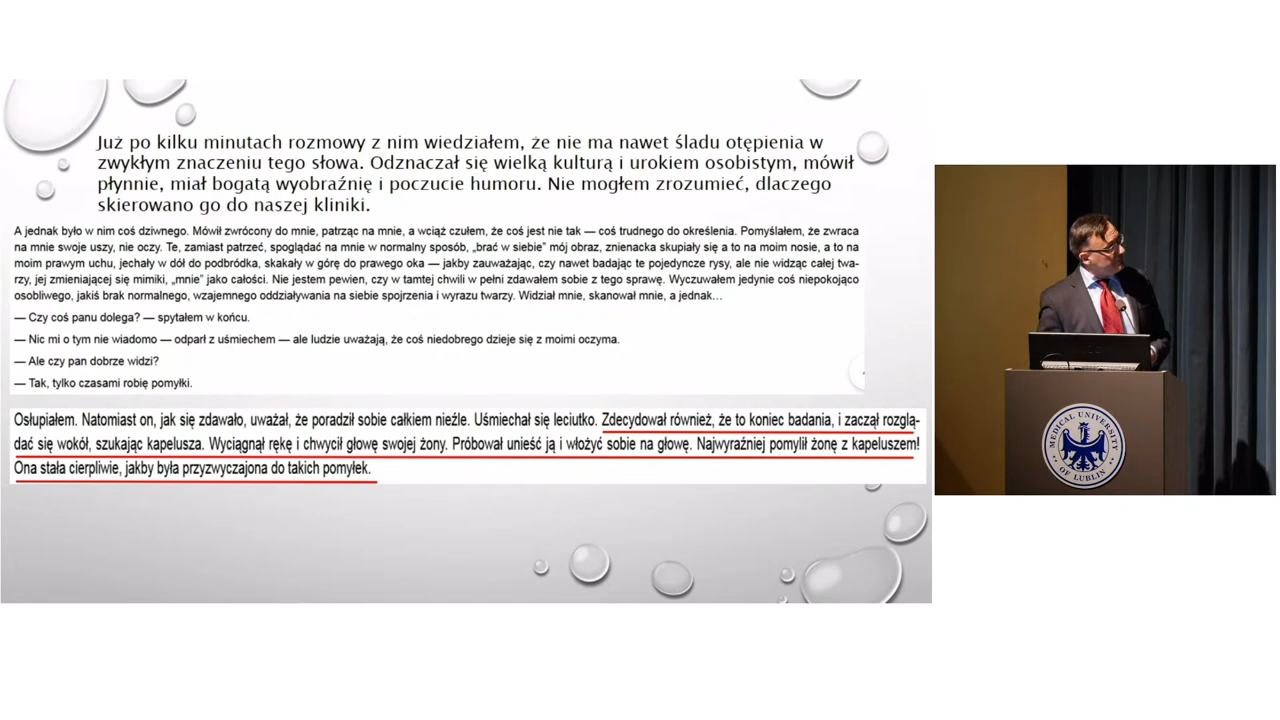 Już po kilku minutach rozmowy z nim wiedziałem, że nie ma nawet śladu otępienia w
zwykłym znaczeniu tego słowa. Odznaczał się wielką kulturą i urokiem osobistym, mówił
płynnie, miał bogatą wyobraźnię i poczucie humoru. Nie mogłem zrozumieć, dlaczego
skierowano go do naszej kliniki.
A jednak było w nim coś dziwnego. Mówił zwrócony do mnie, patrząc na mnie, a wciąż czułem, że coś jest nie tak — coś trudnego do określenia. Pomyślałem, że zwraca
na mnie swoje uszy, nie oczy. Te, zamiast patrzeć, spoglądać na mnie w normalny sposób, „brać w siebie” mój obraz, znienacka skupiały się a to na moim nosie, a to na
moim prawym uchu, jechały w dół do podbródka, skakały w górę do prawego oka — jakby zauważając, czy nawet badając te pojedyncze rysy, ale nie widząc całej twa-
rzy, jej zmieniającej się mimiki, „mnie” jako całości. Nie jestem pewien, czy w tamtej chwili w pełni zdawałem sobie z tego sprawę. Wyczuwałem jedynie coś niepokojąco
osobliwego, jakiś brak normalnego, wzajemnego oddziaływania na siebie spojrzenia i wyrazu twarzy. Widział mnie, skanował mnie, a jednak…
— Czy coś panu dolega? — spytałem w końcu.
— Nic mi o tym nie wiadomo — odparł z uśmiechem — ale ludzie uważają, że coś niedobrego dzieje się z moimi oczyma.
— Ale czy pan dobrze widzi?
— Tak, tylko czasami robię pomyłki.
Osłupiałem. Natomiast on, jak się zdawało, uważał, że poradził sobie całkiem nieźle. Uśmiechał się leciutko. Zdecydował również, że to koniec badania, i zaczął rozglą-
dać się wokół, szukając kapelusza. Wyciągnął rękę i chwycił głowę swojej żony. Próbował unieść ją i włożyć sobie na głowę. Najwyraźniej pomylił żonę z kapeluszem!
Ona stała cierpliwie, jakby była przyzwyczajona do takich pomyłek.
MEDICAL UNIVERSITY
OF LUBLIN